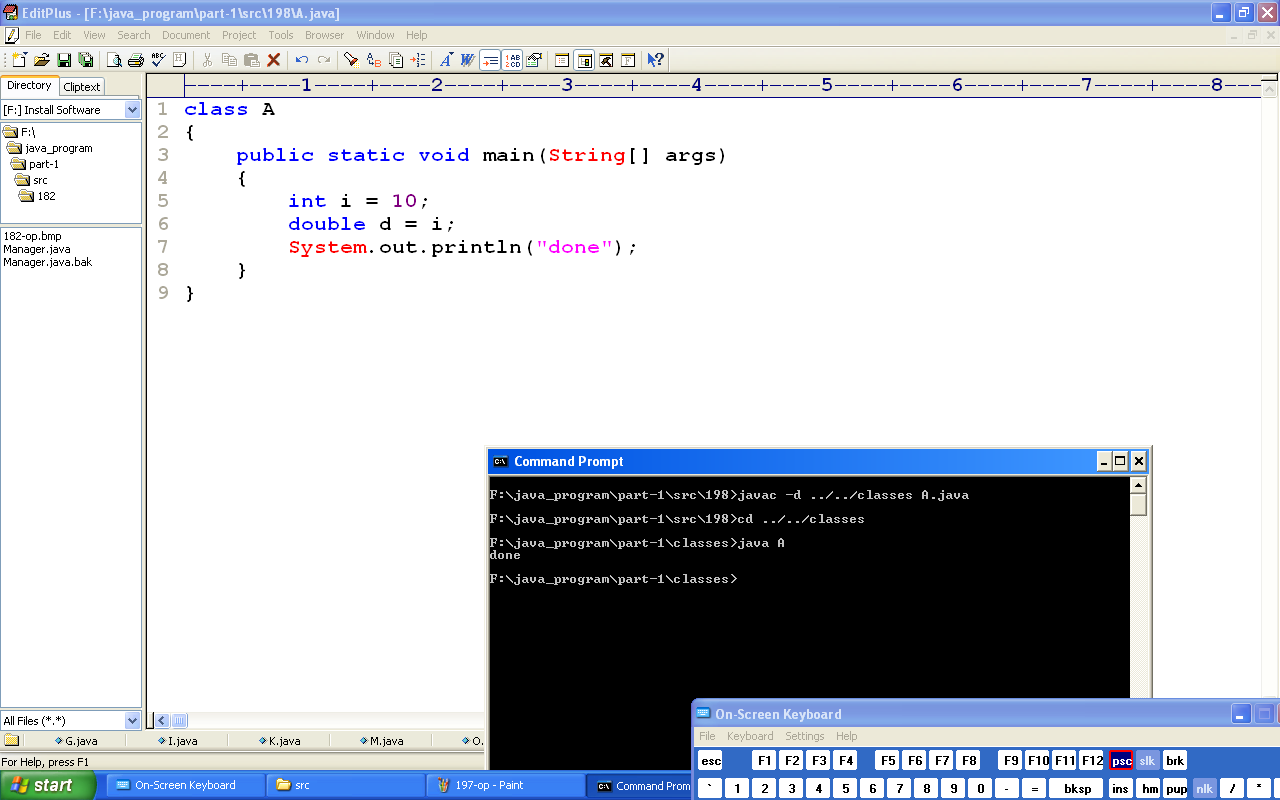 EditPlus - [F:\java_program\part-1\src\198\A.java]
File Edit View Search Document Project Tools Browser Window Help
Directory Cliptext
----+----1----+----2----+----3----+----4----+----5----+----6----+----7----+----8----
[F:] Install Software
F:\
java_program
part-1
src
182
182-op.bmp
Manager.java
Manager.java.bak
All Files (*.*)
1 class A
2 {
3 public static void main(String[] args)
4 {
5 int i = 10;
6 double d = i;
7 System.out.println("done");
8 }
9 }
Command Prompt
F:\java_program\part-1\src\198>javac -d ../../classes A.java
F:\java_program\part-1\src\198>cd ../../classes
F:\java_program\part-1\classes>java A
done
F:\java_program\part-1\classes>
G.java I.java K.java M.java O.
For Help, press F1
On-Screen Keyboard
File Keyboard Settings Help
esc F1 F2 F3 F4 F5 F6 F7 F8 F9 F10 F11 F12 psc slk brk
` 1 2 3 4 5 6 7 8 9 0 - = bksp ins hm pup nlk / *
start On-Screen Keyboard src 197-op - Paint Command Prom